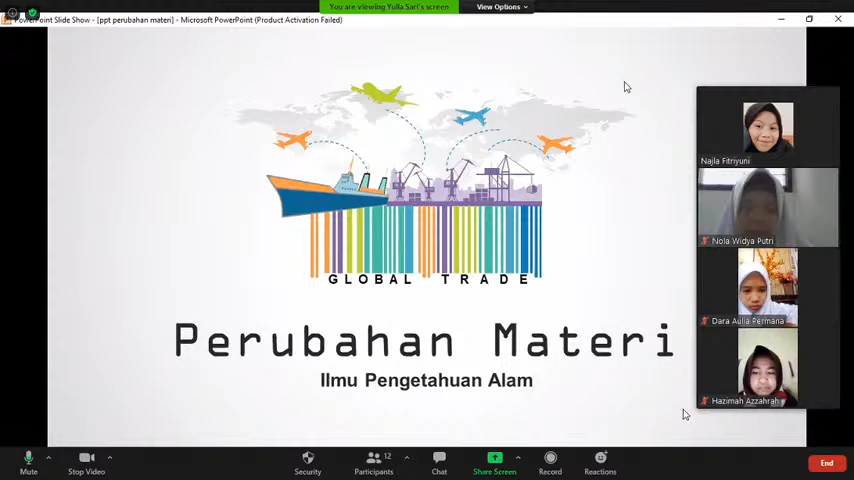 You are viewing Yulia Sari's screen
View Options
PowerPoint Slide Show - [ppt perubahan materi] - Microsoft PowerPoint (Product Activation Failed)
GLOBAL TRADE
Perubahan Materi
Ilmu Pengetahuan Alam
Najla Fitriyuni
Nola Widya Putri
Dara Aulia Permana
Hazimah Azzahrah
Mute
Stop Video
Security
Participants
12
Chat
Share Screen
Record
Reactions
End